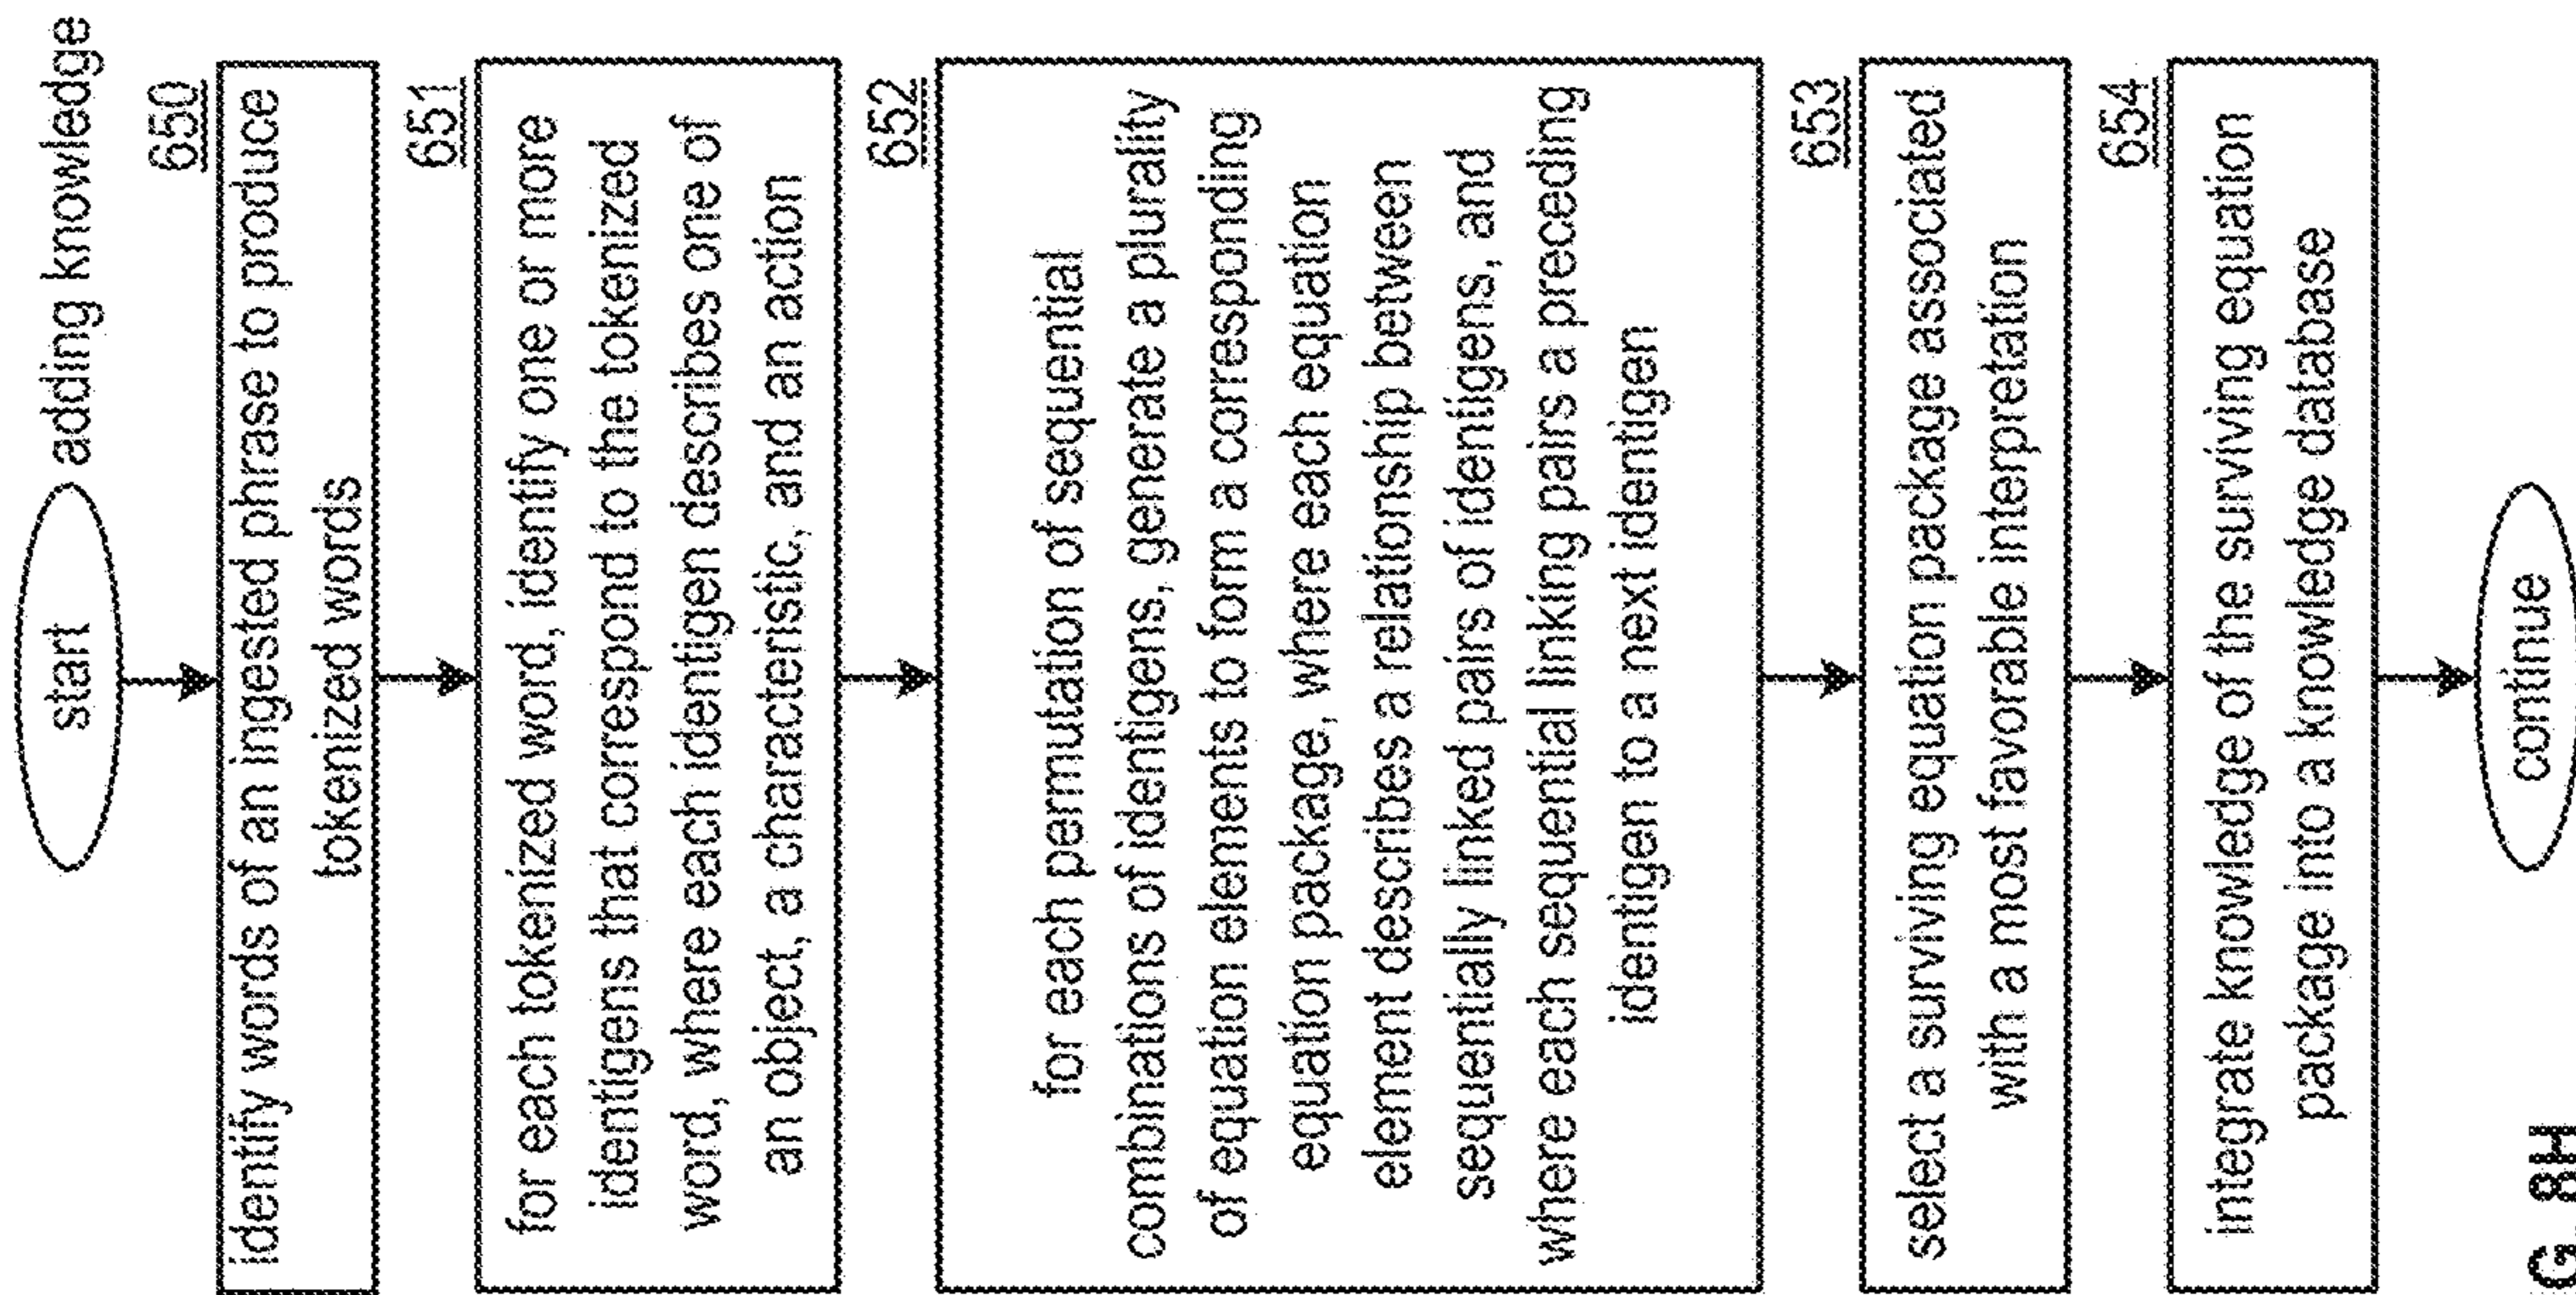 start adding knowledge
650
identify words of an ingested phrase to produce
tokenized words
651
for each tokenized word, identify one or more
identigens that correspond to the tokenized
word, where each identigen describes one of
an object, a characteristic, and an action
652
for each permutation of sequential
combinations of identigens, generate a plurality
of equation elements to form a corresponding
equation package, where each equation
element describes a relationship between
sequentially linked pairs of identigens, and
where each sequential linking pairs a preceding
identigen to a next identigen
653
select a surviving equation package associated
with a most favorable interpretation
654
integrate knowledge of the surviving equation
package into a knowledge database
continue
G. 8H